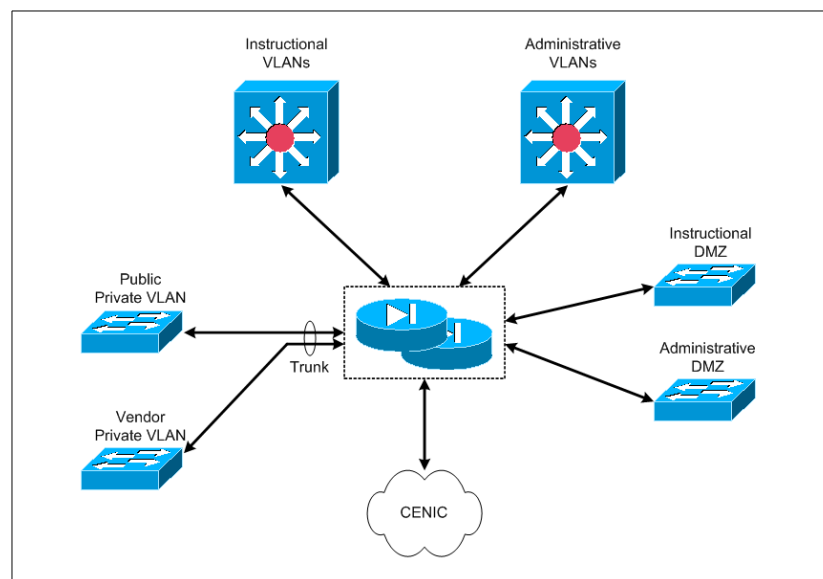 Instructional
VLANs
Administrative
VLANs
Instructional
DMZ
Public
Private VLAN
Trunk
Administrative
DMZ
Vendor
Private VLAN
CENIC